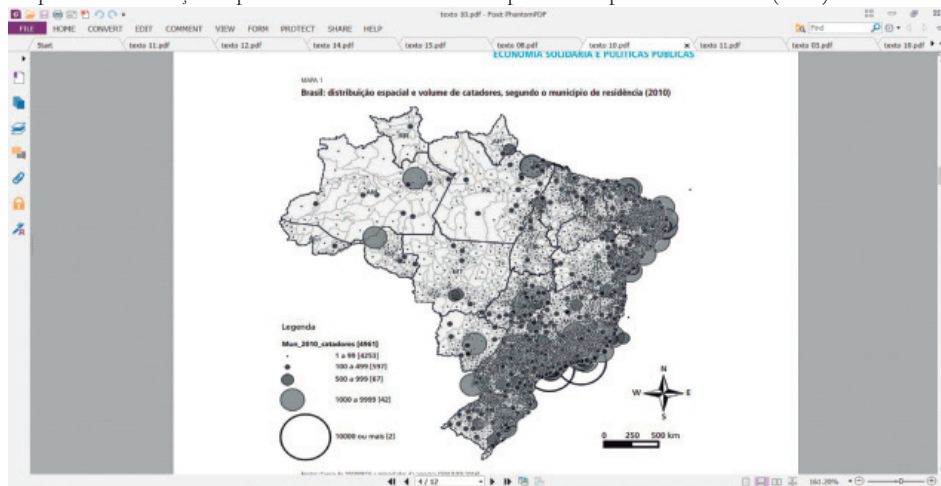 texto 10.pdf - Foxit PhantomPDF
FILE HOME CONVERT EDIT COMMENT VIEW FORM PROTECT SHARE HELP
Find
Start texto 11.pdf texto 12.pdf texto 14.pdf texto 15.pdf texto 08.pdf texto 10.pdf texto 11.pdf texto 03.pdf texto 18.pdf
ECONOMIA SOLIDÁRIA E POLÍTICAS PÚBLICAS
MAPA 1
Brasil: distribuição espacial e volume de catadores, segundo o município de residência (2010)
Legenda
Mun_2010_catadores [4961]
1 a 99 [4253]
100 a 499 [597]
500 a 999 [67]
1000 a 9999 [42]
10000 ou mais [2]
N
W E
S
0 250 500 km
4 / 12
161.20%